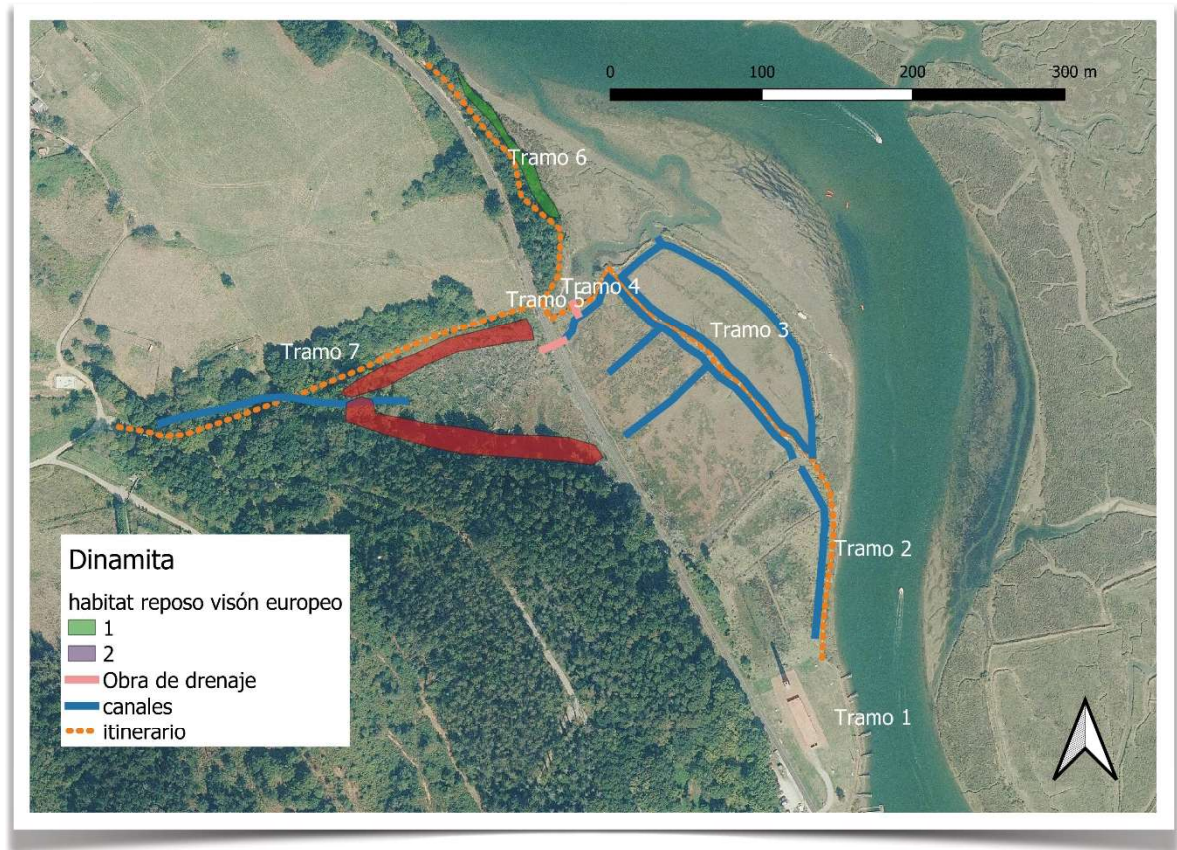 0 100 200 300 m
Tramo 6
Tramo 4
Tramo 5
Tramo 3
Tramo 7
Tramo 2
Tramo 1
Dinamita
habitat reposo visón europeo
1
2
Obra de drenaje
canales
itinerario